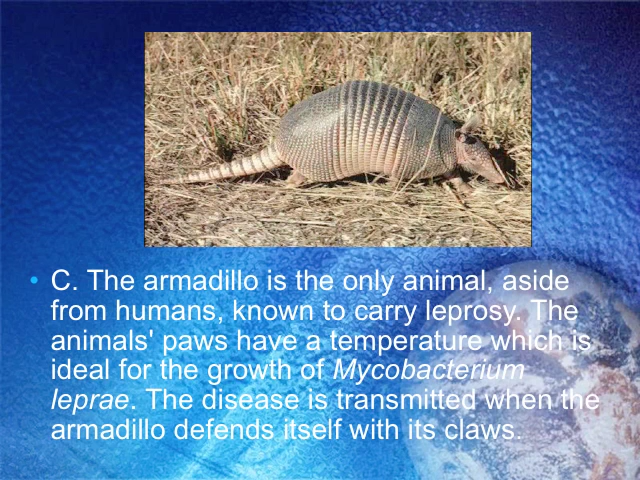 • C. The armadillo is the only animal, aside
from humans, known to carry leprosy. The
animals' paws have a temperature which is
ideal for the growth of Mycobacterium
leprae. The disease is transmitted when the
armadillo defends itself with its claws.